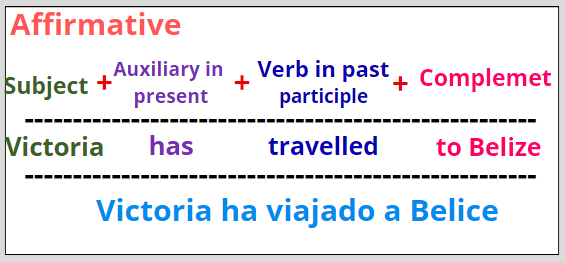 Affirmative
Subject + Auxiliary in present + Verb in past participle + Complemet
Victoria has travelled to Belize
Victoria ha viajado a Belice